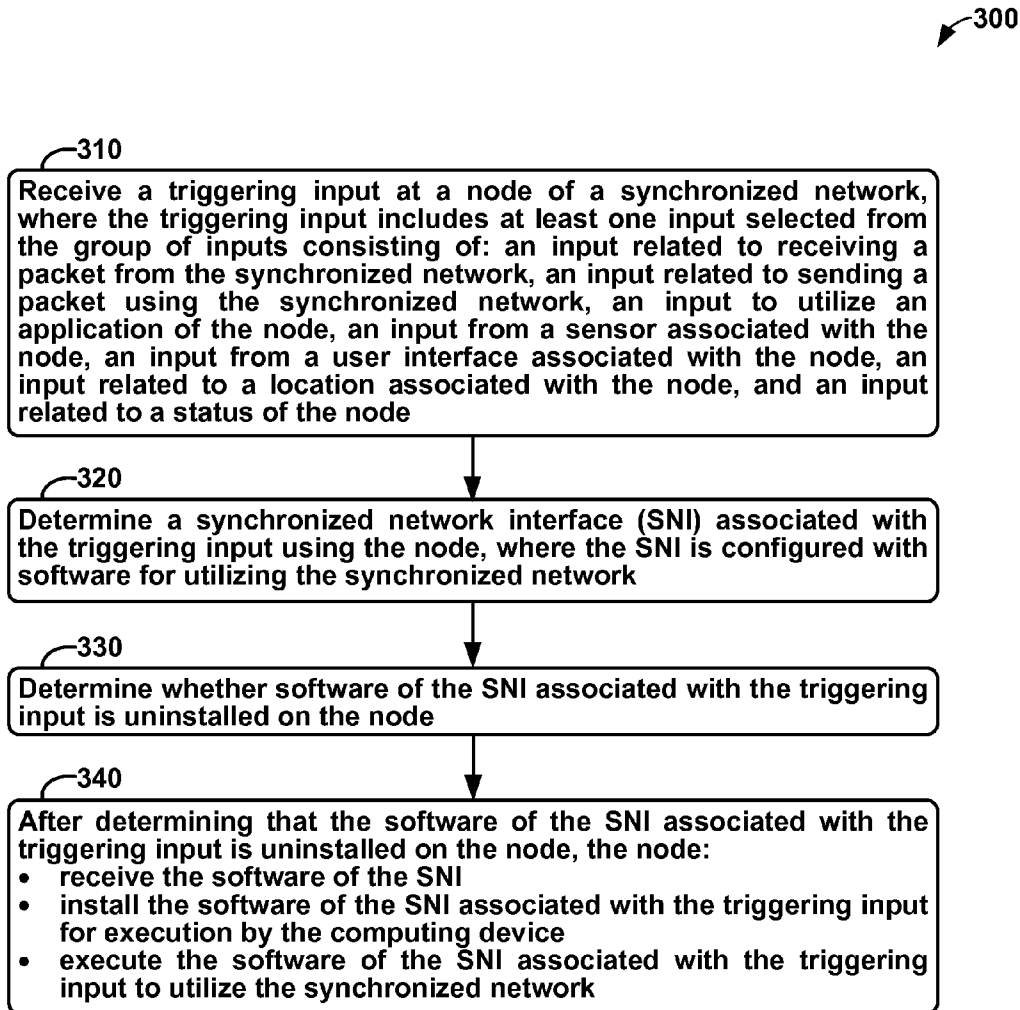 300
310
Receive a triggering input at a node of a synchronized network,
where the triggering input includes at least one input selected from
the group of inputs consisting of: an input related to receiving a
packet from the synchronized network, an input related to sending a
packet using the synchronized network, an input to utilize an
application of the node, an input from a sensor associated with the
node, an input from a user interface associated with the node, an
input related to a location associated with the node, and an input
related to a status of the node
320
Determine a synchronized network interface (SNI) associated with
the triggering input using the node, where the SNI is configured with
software for utilizing the synchronized network
330
Determine whether software of the SNI associated with the triggering
input is uninstalled on the node
340
After determining that the software of the SNI associated with the
triggering input is uninstalled on the node, the node:
• receive the software of the SNI
• install the software of the SNI associated with the triggering input
for execution by the computing device
• execute the software of the SNI associated with the triggering
input to utilize the synchronized network